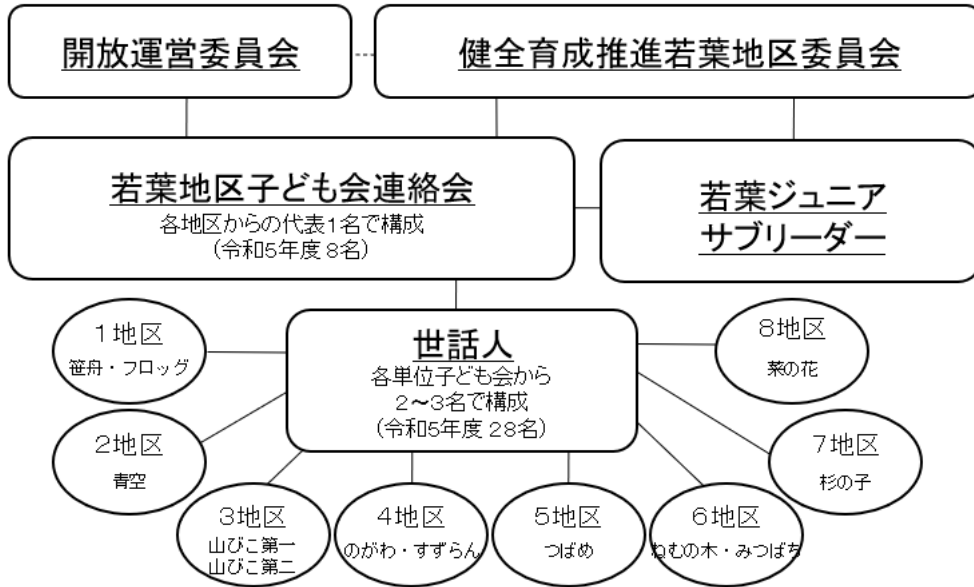 開放運営委員会
健全育成推進若葉地区委員会
若葉地区子ども会連絡会
各地区からの代表1名で構成
(令和5年度 8名)
若葉ジュニア
サブリーダー
世話人
各単位子ども会から
2～3名で構成
(令和5年度 28名)
1地区
笹舟・フロッグ
2地区
青空
3地区
山びこ第一
山びこ第二
4地区
のがわ・すずらん
5地区
つばめ
6地区
ねむの木・みつばち
7地区
杉の子
8地区
菜の花